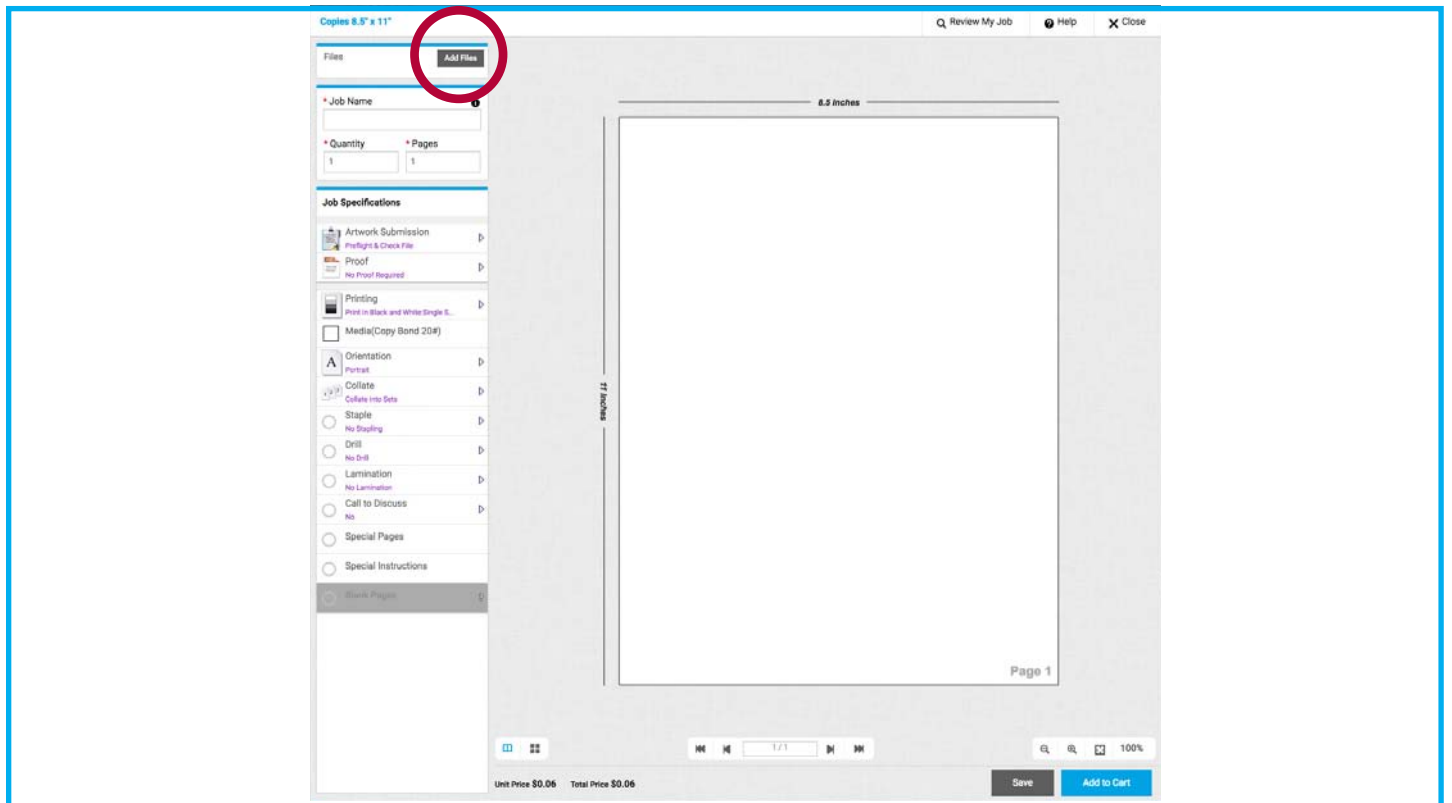 Copies 8.5" x 11"
Review My Job Help Close
Files Add Files
* Job Name
* Quantity * Pages
1 1
Job Specifications
Artwork Submission
Preflight & Check File
Proof
No Proof Required
Printing
Print in Black and White:Single S...
Media(Copy Bond 20#)
Orientation
Portrait
Collate
Collate Into Sets
Staple
No Stapling
Drill
No Drill
Lamination
No Lamination
Call to Discuss
No
Special Pages
Special Instructions
Blank Pages
8.5 Inches
11 Inches
Page 1
1 / 1
100%
Unit Price $0.06 Total Price $0.06
Save Add to Cart